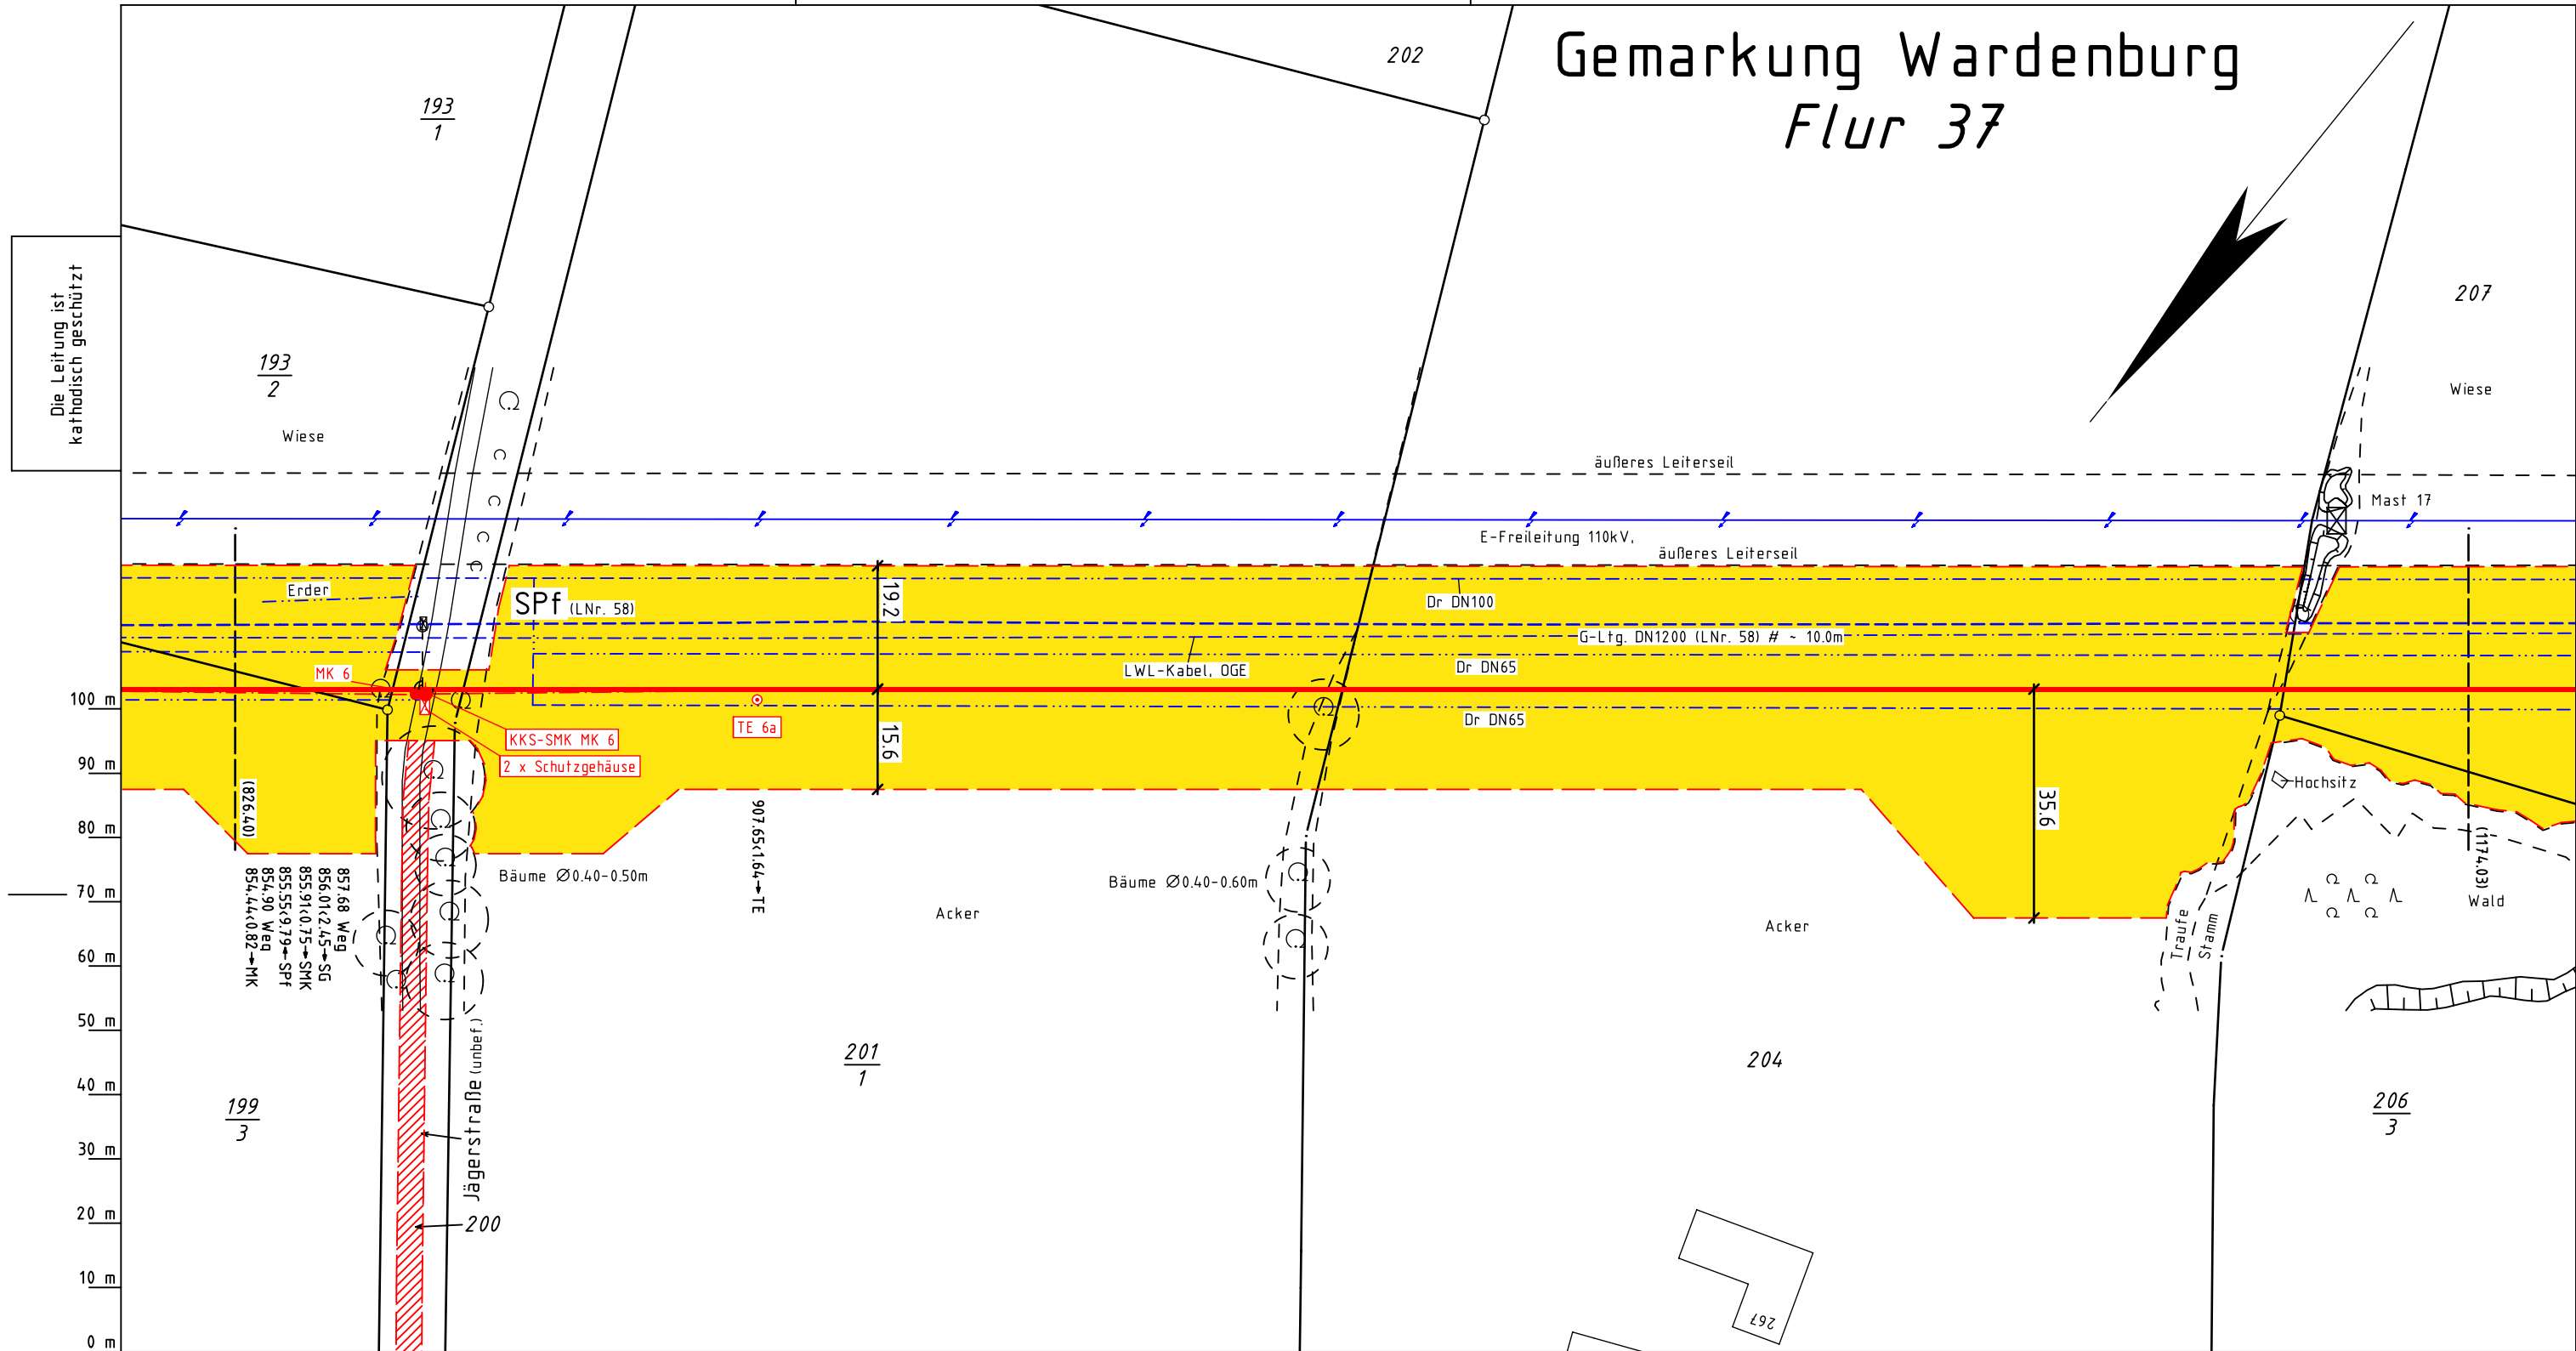 Gemarkung Wardenburg
Flur 37
202
193
1
207
Die Leitung ist
kathodisch geschützt
193
2
Wiese
Wiese
äußeres Leiterseil
Mast 17
E-Freileitung 110kV,
äußeres Leiterseil
Erder
SPf (LNr. 58)
19.2
Dr DN100
G-Ltg. DN1200 (LNr. 58) # ~ 10.0m
LWL-Kabel, OGE
Dr DN65
MK 6
100 m
TE 6a
Dr DN65
KKS-SMK MK 6
15.6
2 x Schutzgehäuse
90 m
Hochsitz
(826.40)
35.6
80 m
907.65<1.64→TE
(1174.03)
857.68 Weg
856.01<2.45→SG
855.91<0.75→SMK
855.55<9.79→SPf
854.90 Weg
854.44<0.82→MK
Bäume Ø0.40-0.50m
Bäume Ø0.40-0.60m
70 m
Acker
Acker
Wald
Traufe
Stamm
60 m
50 m
Jägerstraße (unbef.)
201
1
204
40 m
199
3
206
3
30 m
20 m
200
10 m
267
0 m